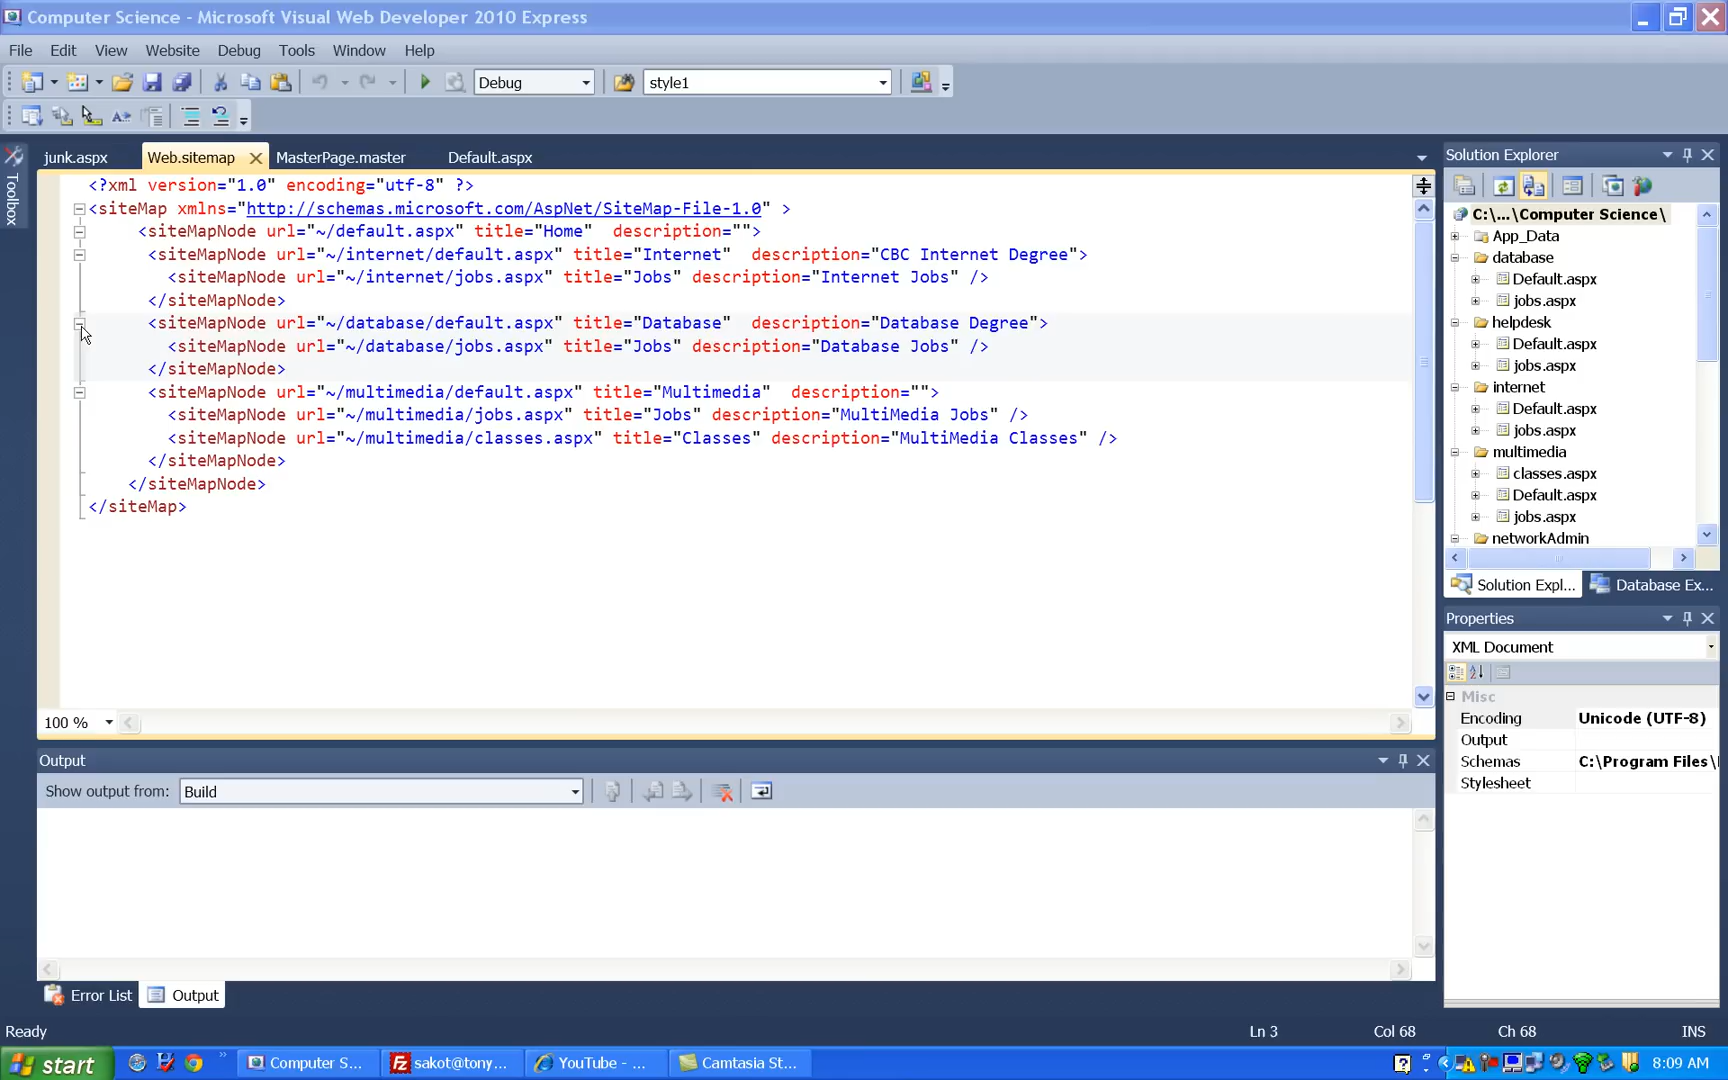 Computer Science - Microsoft Visual Web Developer 2010 Express
File Edit View Website Debug Tools Window Help
Debug style1
junk.aspx Web.sitemap MasterPage.master Default.aspx
Toolbox
<?xml version="1.0" encoding="utf-8" ?>
<siteMap xmlns="http://schemas.microsoft.com/AspNet/SiteMap-File-1.0" >
<siteMapNode url="~/default.aspx" title="Home" description="">
<siteMapNode url="~/internet/default.aspx" title="Internet" description="CBC Internet Degree">
<siteMapNode url="~/internet/jobs.aspx" title="Jobs" description="Internet Jobs" />
</siteMapNode>
<siteMapNode url="~/database/default.aspx" title="Database" description="Database Degree">
<siteMapNode url="~/database/jobs.aspx" title="Jobs" description="Database Jobs" />
</siteMapNode>
<siteMapNode url="~/multimedia/default.aspx" title="Multimedia" description="">
<siteMapNode url="~/multimedia/jobs.aspx" title="Jobs" description="MultiMedia Jobs" />
<siteMapNode url="~/multimedia/classes.aspx" title="Classes" description="MultiMedia Classes" />
</siteMapNode>
</siteMapNode>
</siteMap>
100 %
Output
Show output from: Build
Error List Output
Solution Explorer
C:\...\Computer Science\
App_Data
database
Default.aspx
jobs.aspx
helpdesk
Default.aspx
jobs.aspx
internet
Default.aspx
jobs.aspx
multimedia
classes.aspx
Default.aspx
jobs.aspx
networkAdmin
Solution Expl... Database Ex...
Properties
XML Document
Misc
Encoding Unicode (UTF-8)
Output
Schemas C:\Program Files\
Stylesheet
Ready Ln 3 Col 68 Ch 68 INS
start Computer S... sakot@tony... YouTube - ... Camtasia St... 8:09 AM